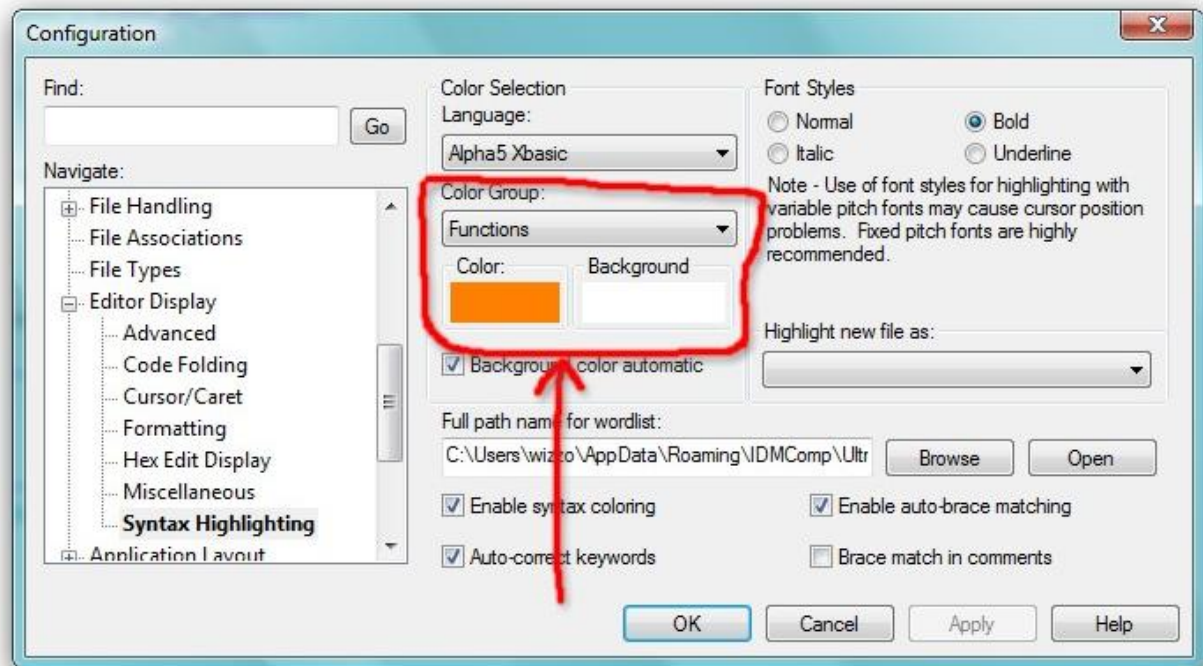 Configuration
Find:
Go
Navigate:
File Handling
File Associations
File Types
Editor Display
Advanced
Code Folding
Cursor/Caret
Formatting
Hex Edit Display
Miscellaneous
Syntax Highlighting
Application Layout
Color Selection
Language:
Alpha5 Xbasic
Color Group:
Functions
Color:
Background
Background color automatic
Font Styles
Normal
Bold
Italic
Underline
Note - Use of font styles for highlighting with
variable pitch fonts may cause cursor position
problems. Fixed pitch fonts are highly
recommended.
Highlight new file as:
Full path name for wordlist:
C:\Users\wizzo\AppData\Roaming\IDMComp\Ultr
Browse
Open
Enable syntax coloring
Enable auto-brace matching
Auto-correct keywords
Brace match in comments
OK
Cancel
Apply
Help